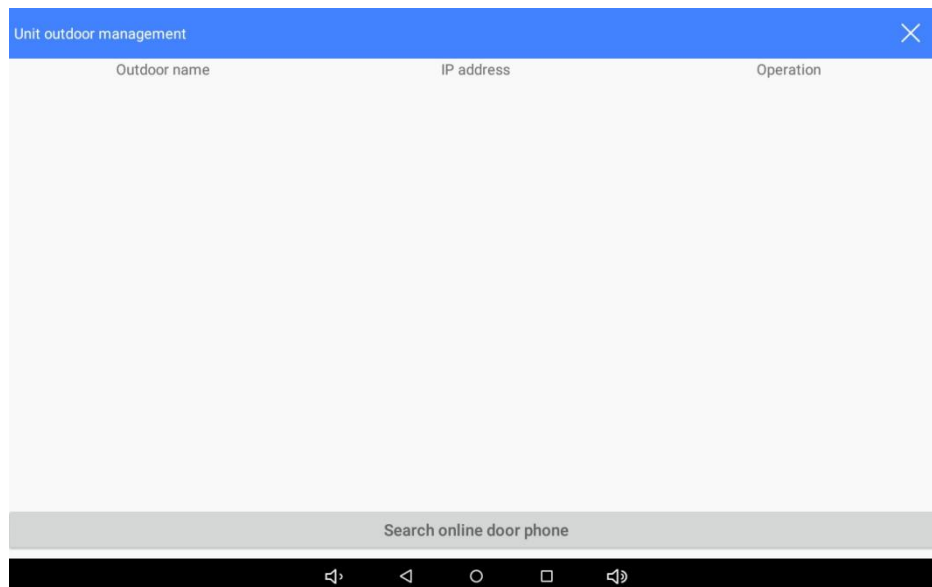 Unit outdoor management
Outdoor name IP address Operation
Search online door phone